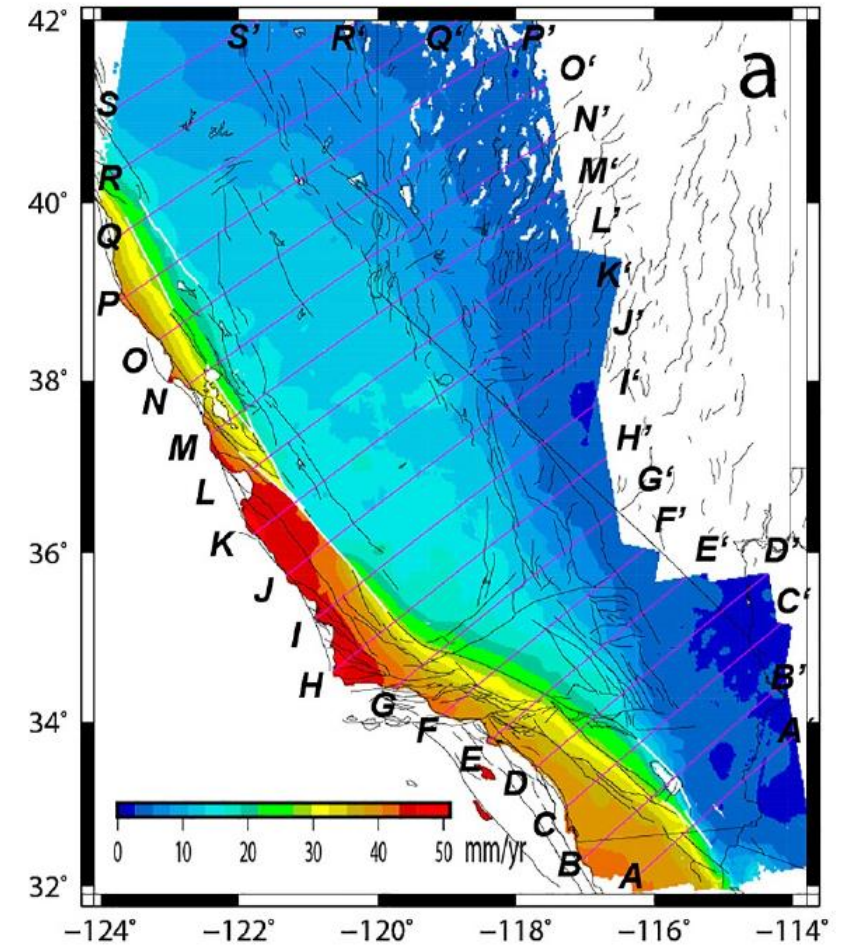 a
42°
40°
38°
36°
34°
32°
S' R' Q' P'
O'
N'
M'
L'
K'
J'
I'
H'
G'
F'
E' D'
C'
B'
A'
S
R
Q
P
O
N
M
L
K
J
I
H
G
F
E
D
C
B
A
0 10 20 30 40 50 mm/yr
−124° −122° −120° −118° −116° −114°